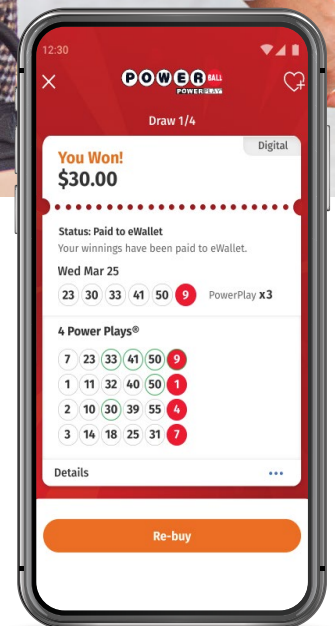 12:30
POWERBALL
POWERPLAY
Draw 1/4
Digital
You Won!
$30.00
Status: Paid to eWallet
Your winnings have been paid to eWallet.
Wed Mar 25
23 30 33 41 50 9 PowerPlay x3
4 Power Plays®
7 23 33 41 50 9
1 11 32 40 50 1
2 10 30 39 55 4
3 14 18 25 31 7
Details
Re-buy